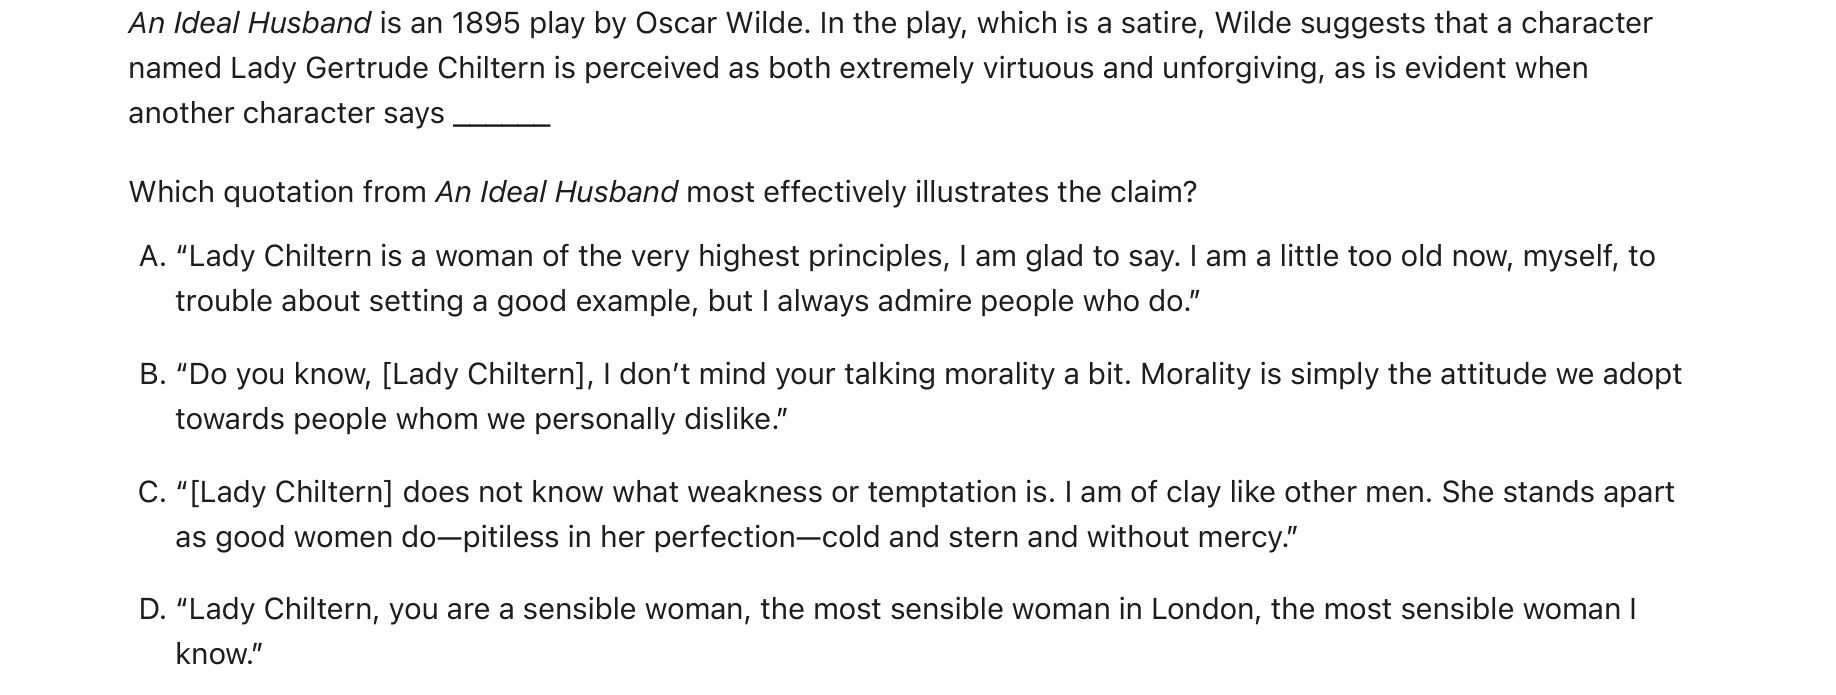 An Ideal Husband is an 1895 play by Oscar Wilde. In the play, which is a satire, Wilde suggests that a character
named Lady Gertrude Chiltern is perceived as both extremely virtuous and unforgiving, as is evident when
another character says ______
Which quotation from An Ideal Husband most effectively illustrates the claim?
A. “Lady Chiltern is a woman of the very highest principles, I am glad to say. I am a little too old now, myself, to
trouble about setting a good example, but I always admire people who do.”
B. “Do you know, [Lady Chiltern], I don’t mind your talking morality a bit. Morality is simply the attitude we adopt
towards people whom we personally dislike.”
C. “[Lady Chiltern] does not know what weakness or temptation is. I am of clay like other men. She stands apart
as good women do—pitiless in her perfection—cold and stern and without mercy.”
D. “Lady Chiltern, you are a sensible woman, the most sensible woman in London, the most sensible woman I
know.”